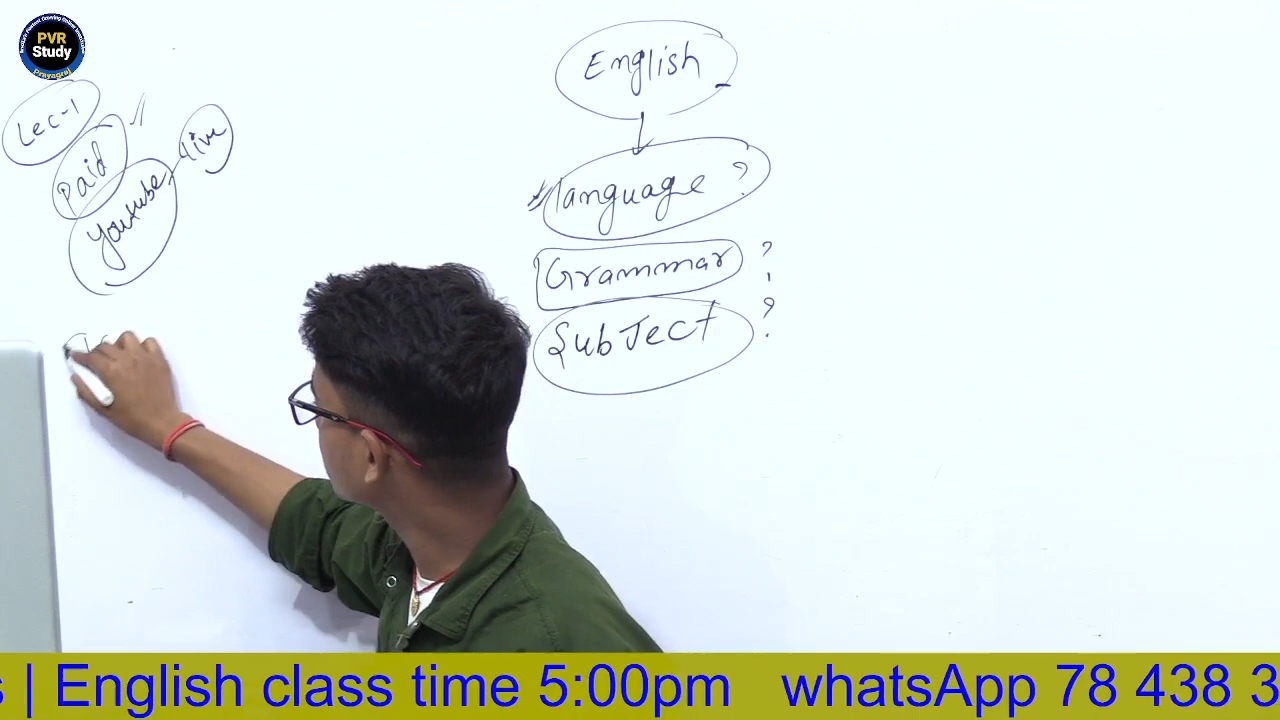 PVR
Study
Prayagraj
Lec-1
Paid
Youtube
live
English
language ?
Grammar ?
SubJect ?
s | English class time 5:00pm whatsApp 78 438 3